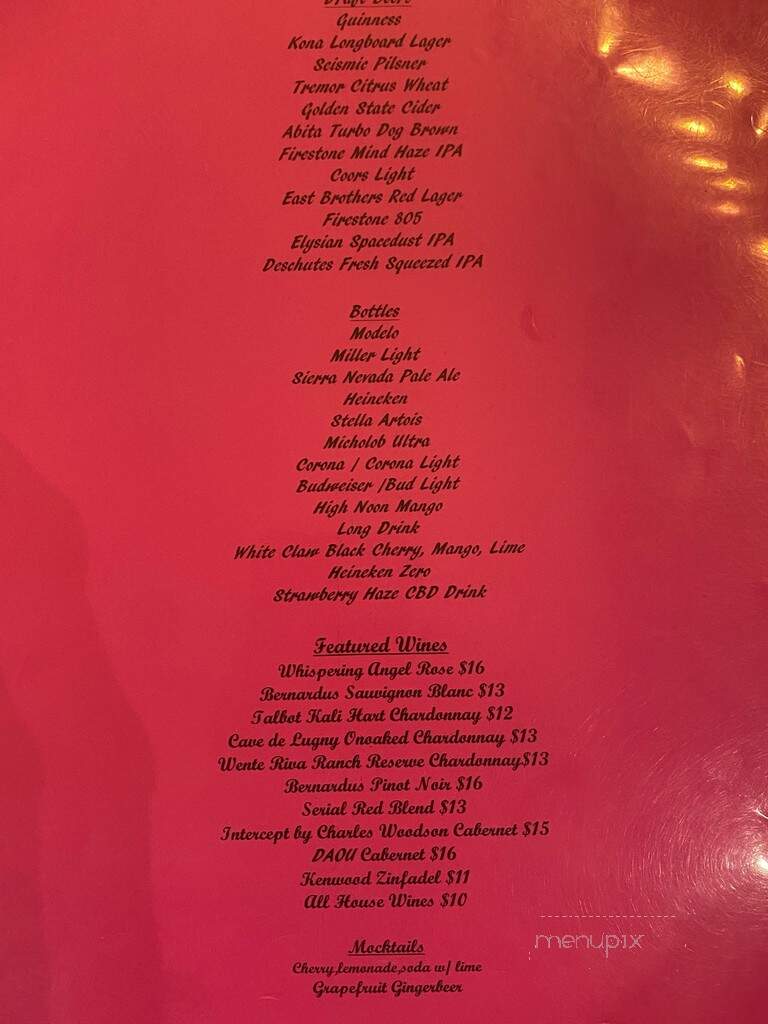 Draft Beers
Guinness
Kona Longboard Lager
Seismic Pilsner
Tremor Citrus Wheat
Golden State Cider
Abita Turbo Dog Brown
Firestone Mind Haze IPA
Coors Light
East Brothers Red Lager
Firestone 805
Elysian Spacedust IPA
Deschutes Fresh Squeezed IPA
Bottles
Modelo
Miller Light
Sierra Nevada Pale Ale
Heineken
Stella Artois
Micholob Ultra
Corona / Corona Light
Budweiser /Bud Light
High Noon Mango
Long Drink
White Claw Black Cherry, Mango, Lime
Heineken Zero
Strawberry Haze CBD Drink
Featured Wines
Whispering Angel Rose $16
Bernardus Sauvignon Blanc $13
Talbot Kali Hart Chardonnay $12
Cave de Lugny Onoaked Chardonnay $13
Wente Riva Ranch Reserve Chardonnay$13
Bernardus Pinot Noir $16
Serial Red Blend $13
Intercept by Charles Woodson Cabernet $15
DAOU Cabernet $16
Kenwood Zinfadel $11
All House Wines $10
menupix
Mocktails
Cherry,lemonade,soda w/ lime
Grapefruit Gingerbeer